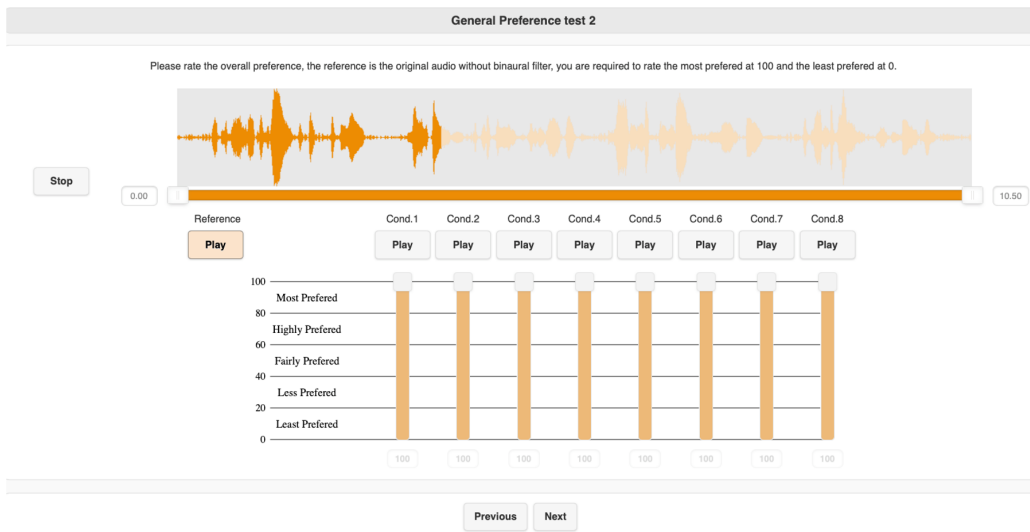 General Preference test 2
Please rate the overall preference, the reference is the original audio without binaural filter, you are required to rate the most prefered at 100 and the least prefered at 0.
Stop
0.00
10.50
Reference Cond.1 Cond.2 Cond.3 Cond.4 Cond.5 Cond.6 Cond.7 Cond.8
Play Play Play Play Play Play Play Play Play
100
Most Prefered
80
Highly Prefered
60
Fairly Prefered
40
Less Prefered
20
Least Prefered
0
100 100 100 100 100 100 100 100
Previous Next